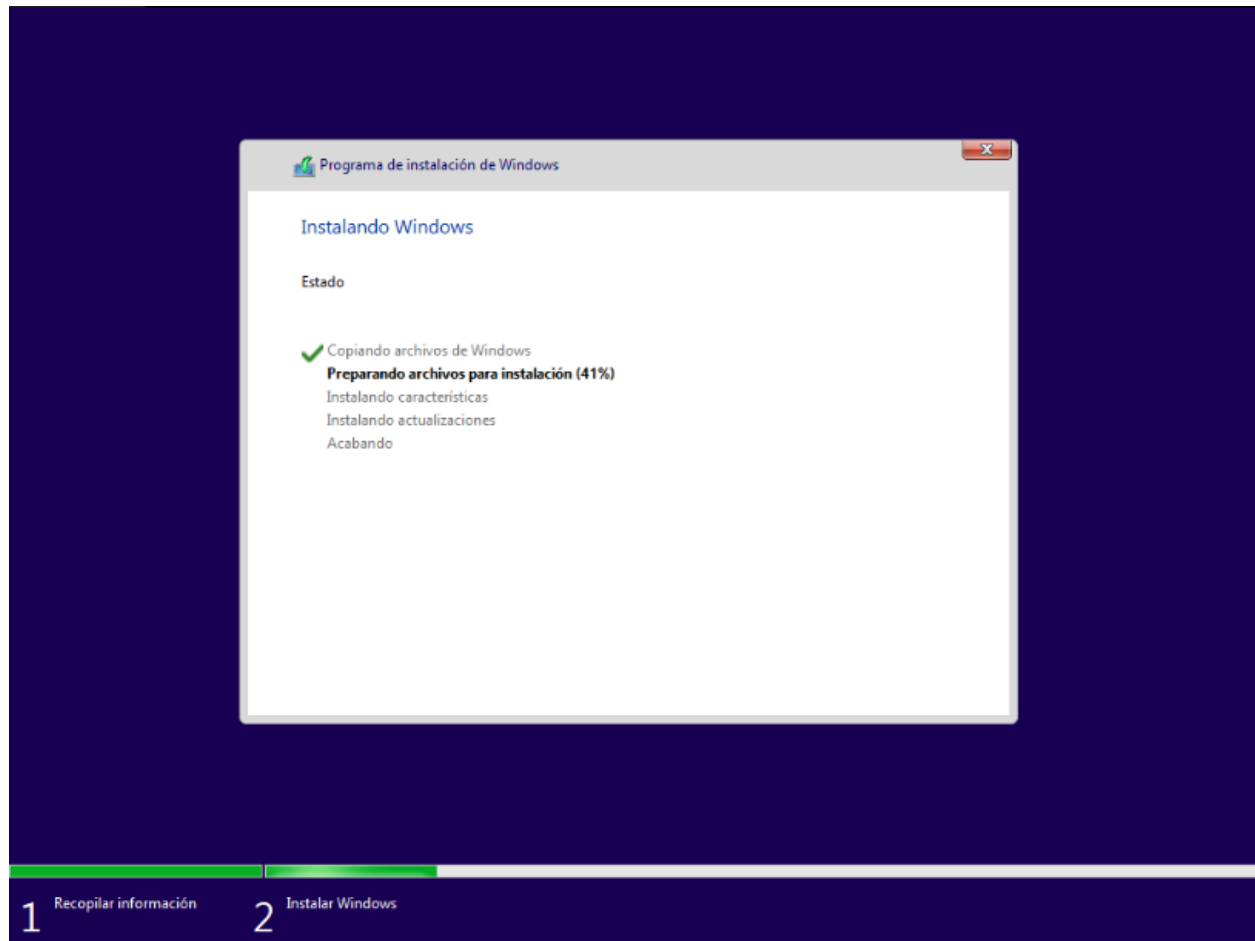 Programa de instalación de Windows
Instalando Windows
Estado
Copiando archivos de Windows
Preparando archivos para instalación (41%)
Instalando características
Instalando actualizaciones
Acabando
1 Recopilar información 2 Instalar Windows